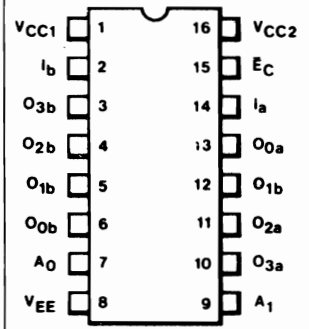 VCC1 1 16 VCC2
Ib 2 15 EC
O3b 3 14 Ia
O2b 4 13 O0a
O1b 5 12 O1b
O0b 6 11 O2a
A0 7 10 O3a
VEE 8 9 A1